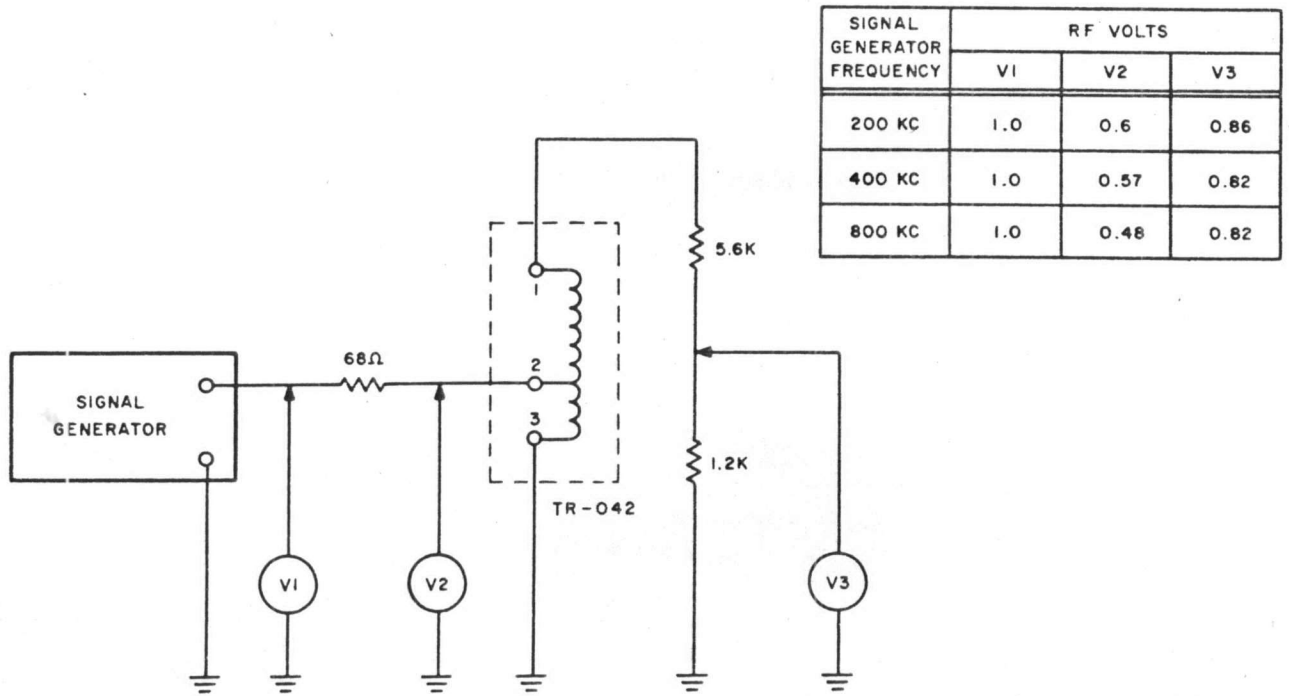 SIGNAL
GENERATOR
FREQUENCY
RF VOLTS
V1 V2 V3
200 KC 1.0 0.6 0.86
400 KC 1.0 0.57 0.82
800 KC 1.0 0.48 0.82
1
5.6K
68Ω
2
SIGNAL
GENERATOR
3
1.2K
TR-042
V1
V2
V3